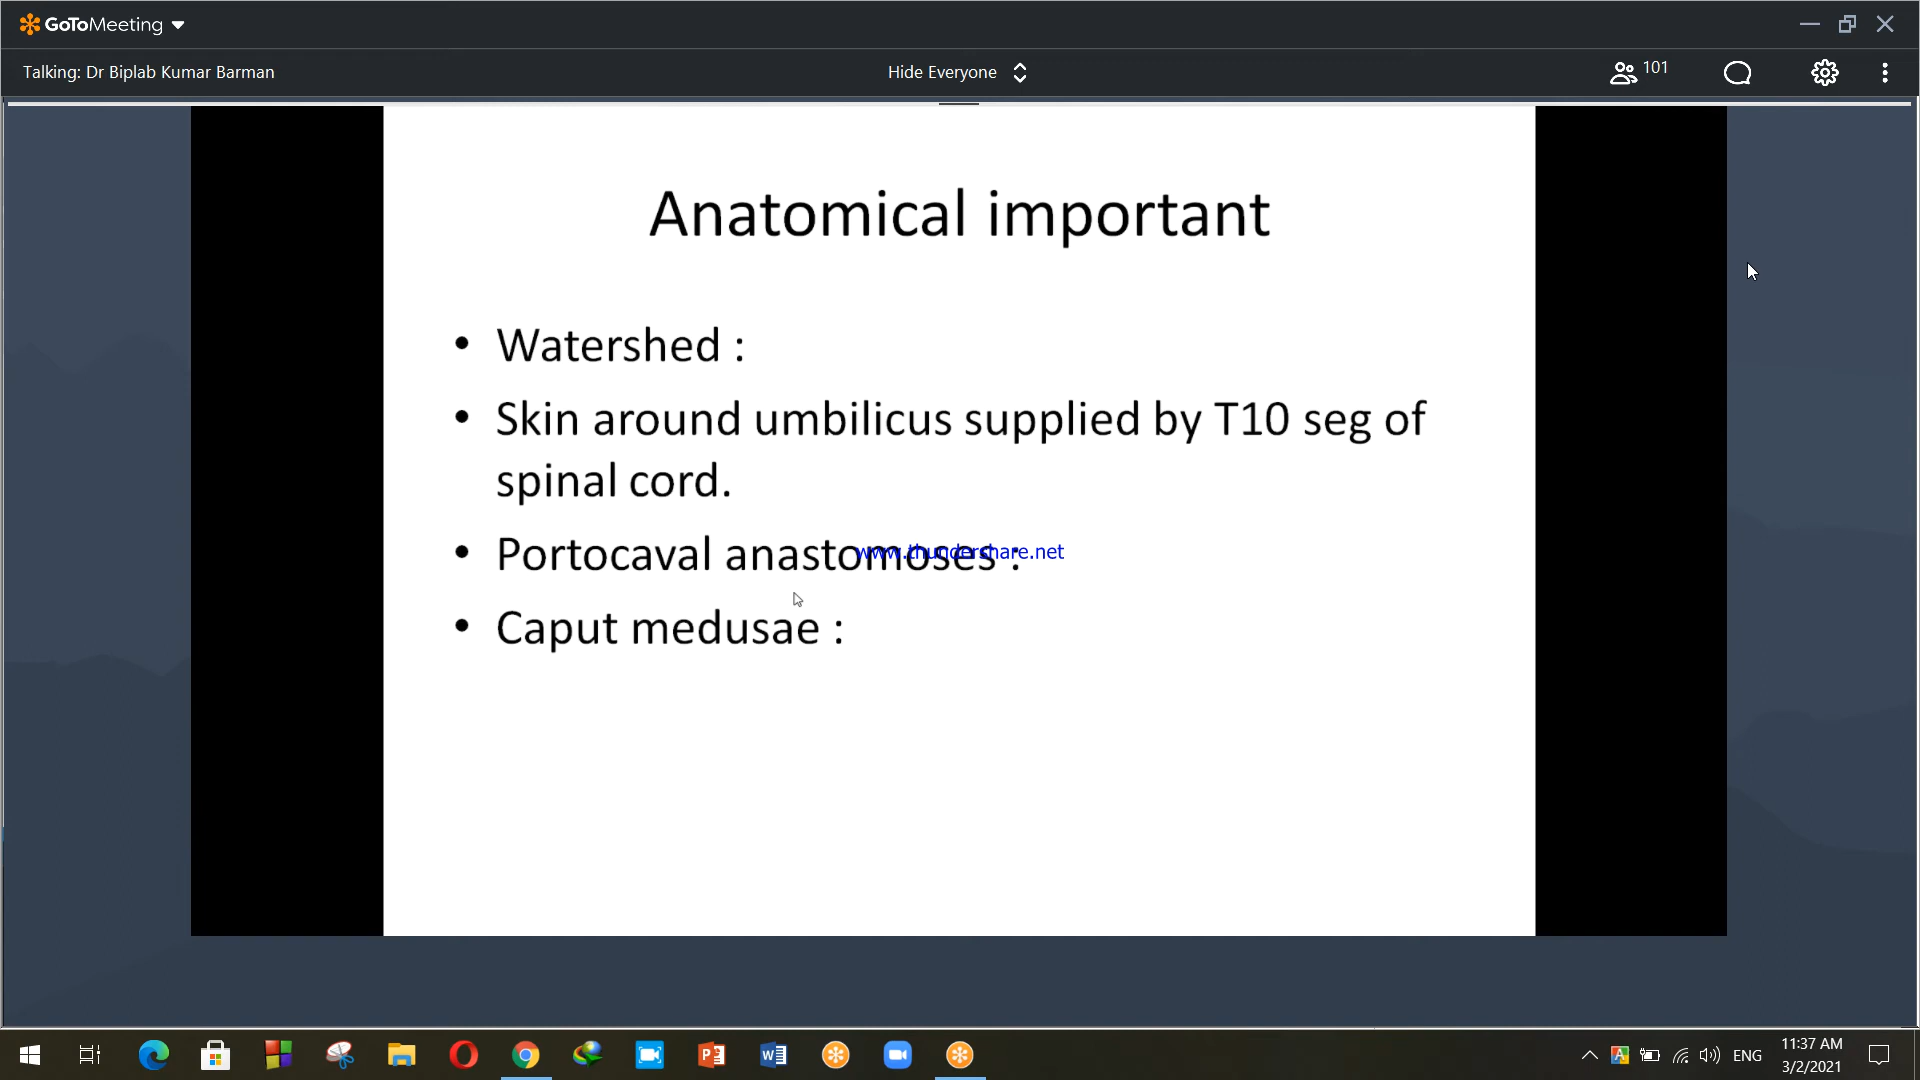 GoToMeeting
Talking: Dr Biplab Kumar Barman
Hide Everyone
101
Anatomical important
• Watershed :
• Skin around umbilicus supplied by T10 seg of
spinal cord.
• Portocaval anastomoses :
www.thundershare.net
• Caput medusae :
ENG
11:37 AM
3/2/2021